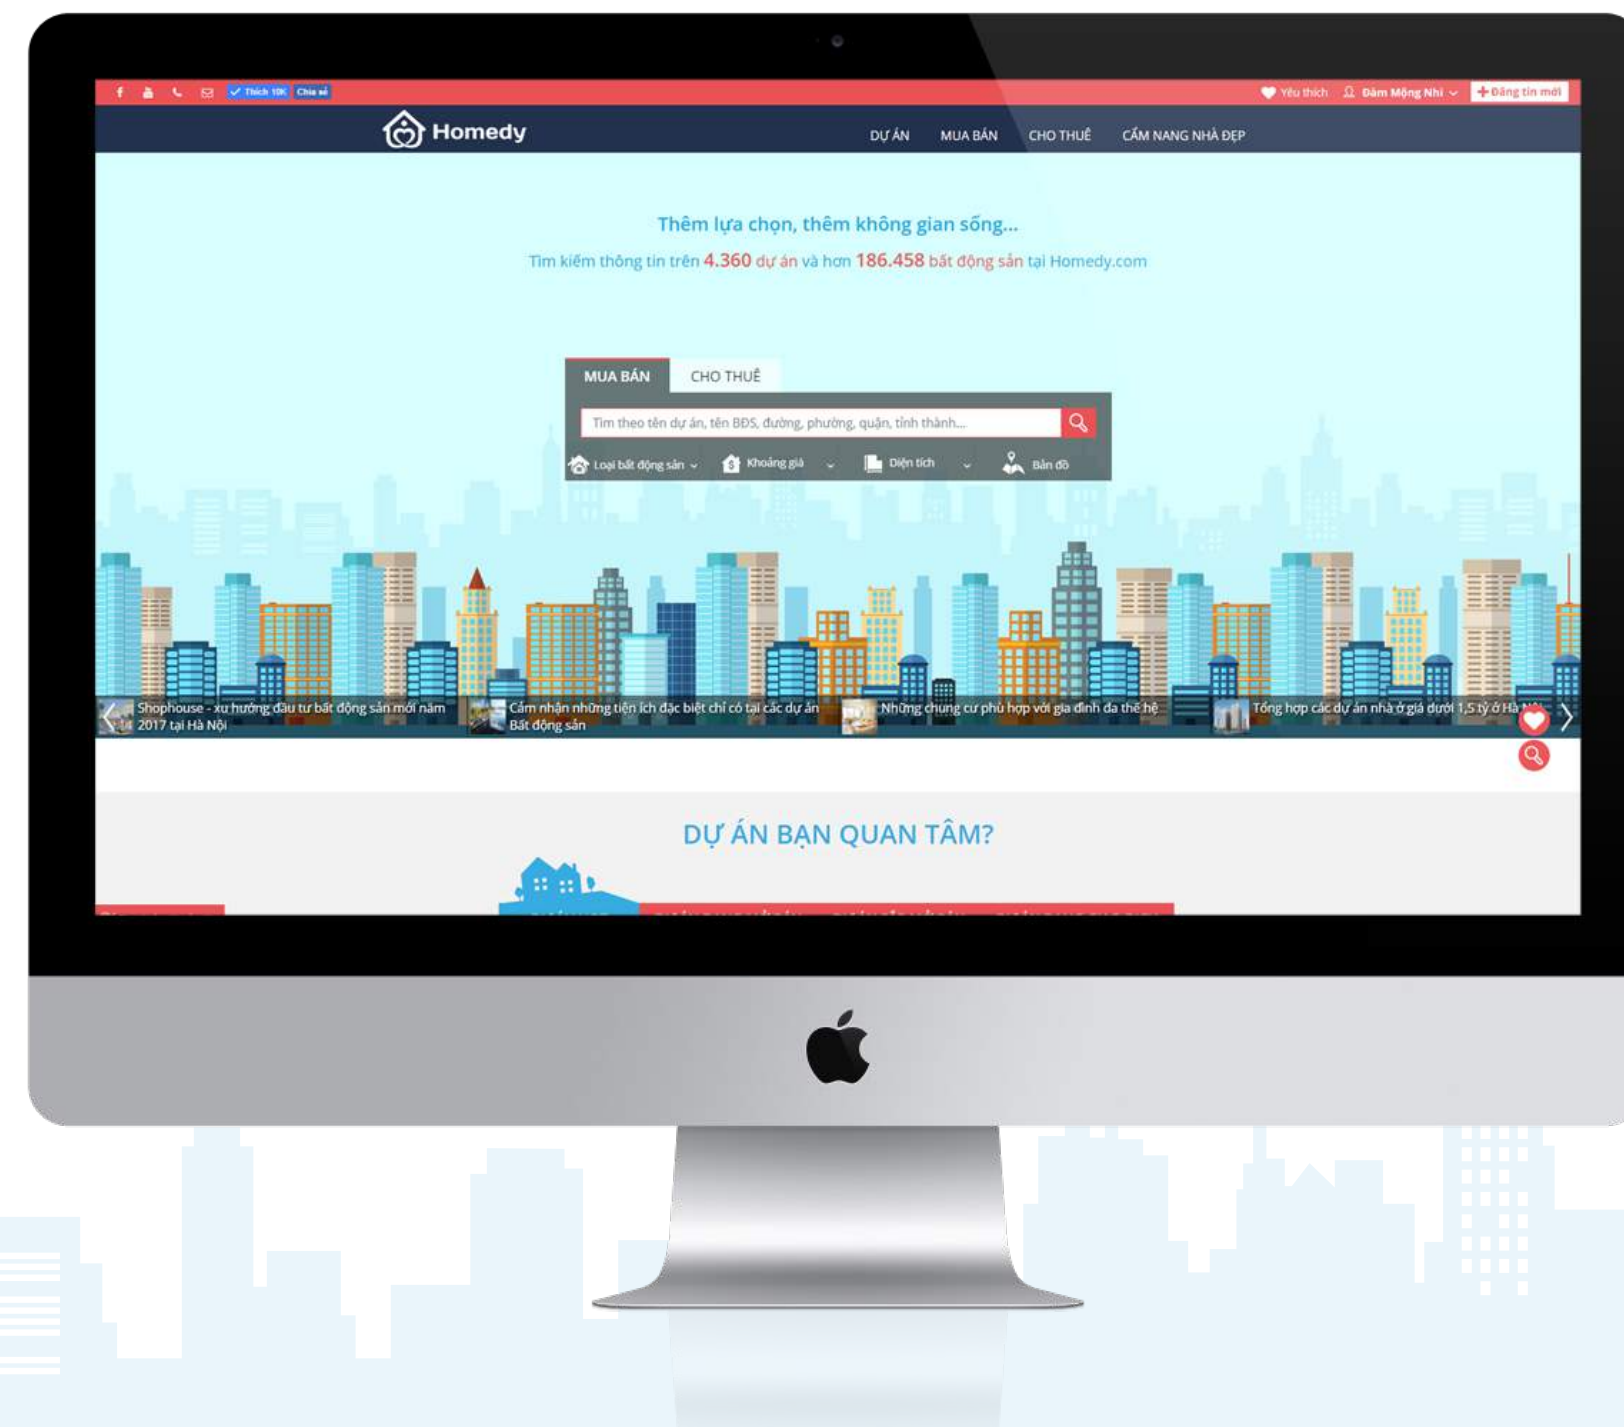 Thích 10K Chia sẻ
Yêu thích Đàm Mộng Nhi Đăng tin mới
Homedy
DỰ ÁN MUA BÁN CHO THUÊ CẨM NANG NHÀ ĐẸP
Thêm lựa chọn, thêm không gian sống...
Tìm kiếm thông tin trên 4.360 dự án và hơn 186.458 bất động sản tại Homedy.com
MUA BÁN CHO THUÊ
Tìm theo tên dự án, tên BĐS, đường, phường, quận, tỉnh thành...
Loại bất động sản Khoảng giá Diện tích Bản đồ
Shophouse - xu hướng đầu tư bất động sản mới năm
2017 tại Hà Nội
Cảm nhận những tiện ích đặc biệt chỉ có tại các dự án
Bất động sản
Những chung cư phù hợp với gia đình đa thế hệ
Tổng hợp các dự án nhà ở giá dưới 1,5 tỷ ở Hà
DỰ ÁN BẠN QUAN TÂM?